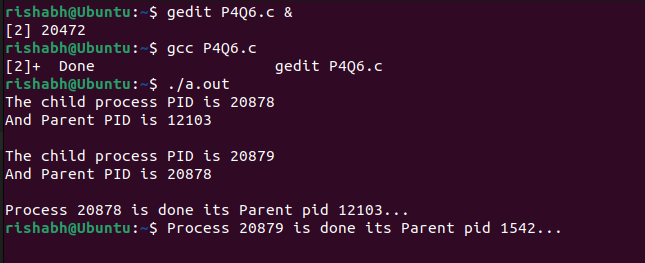 rishabh@Ubuntu:~$ gedit P4Q6.c &
[2] 20472
rishabh@Ubuntu:~$ gcc P4Q6.c
[2]+  Done                    gedit P4Q6.c
rishabh@Ubuntu:~$ ./a.out
The child process PID is 20878
And Parent PID is 12103
The child process PID is 20879
And Parent PID is 20878
Process 20878 is done its Parent pid 12103...
rishabh@Ubuntu:~$ Process 20879 is done its Parent pid 1542...